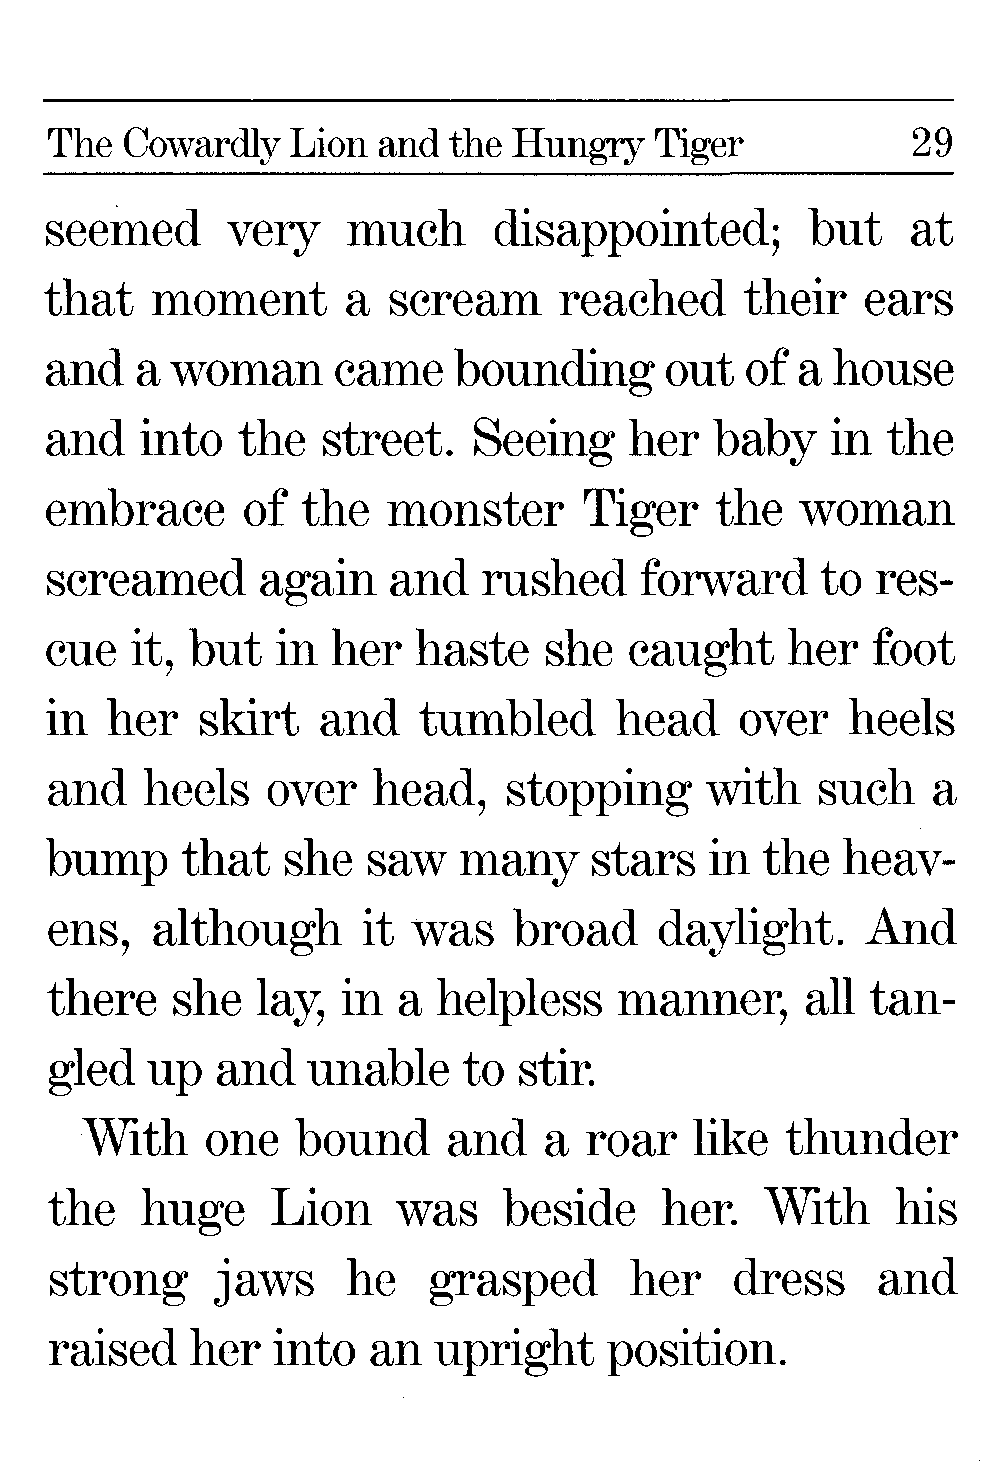 The Cowardly Lion and the Hungry Tiger 29
seemed very much disappointed; but at
that moment a scream reached their ears
and a woman came bounding out of a house
and into the street. Seeing her baby in the
embrace of the monster Tiger the woman
screamed again and rushed forward to res-
cue it, but in her haste she caught her foot
in her skirt and tumbled head over heels
and heels over head, stopping with such a
bump that she saw many stars in the heav-
ens, although it was broad daylight. And
there she lay, in a helpless manner, all tan-
gled up and unable to stir.
With one bound and a roar like thunder
the huge Lion was beside her. With his
strong jaws he grasped her dress and
raised her into an upright position.